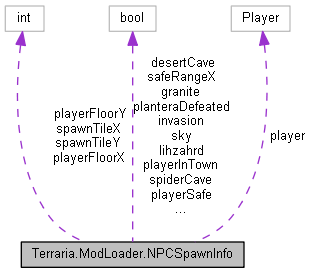 int
bool
Player
desertCave
safeRangeX
granite
planteraDefeated
invasion
sky
lihzahrd
playerInTown
spiderCave
playerSafe
...
playerFloorY
spawnTileX
spawnTileY
playerFloorX
player
Terraria.ModLoader.NPCSpawnInfo